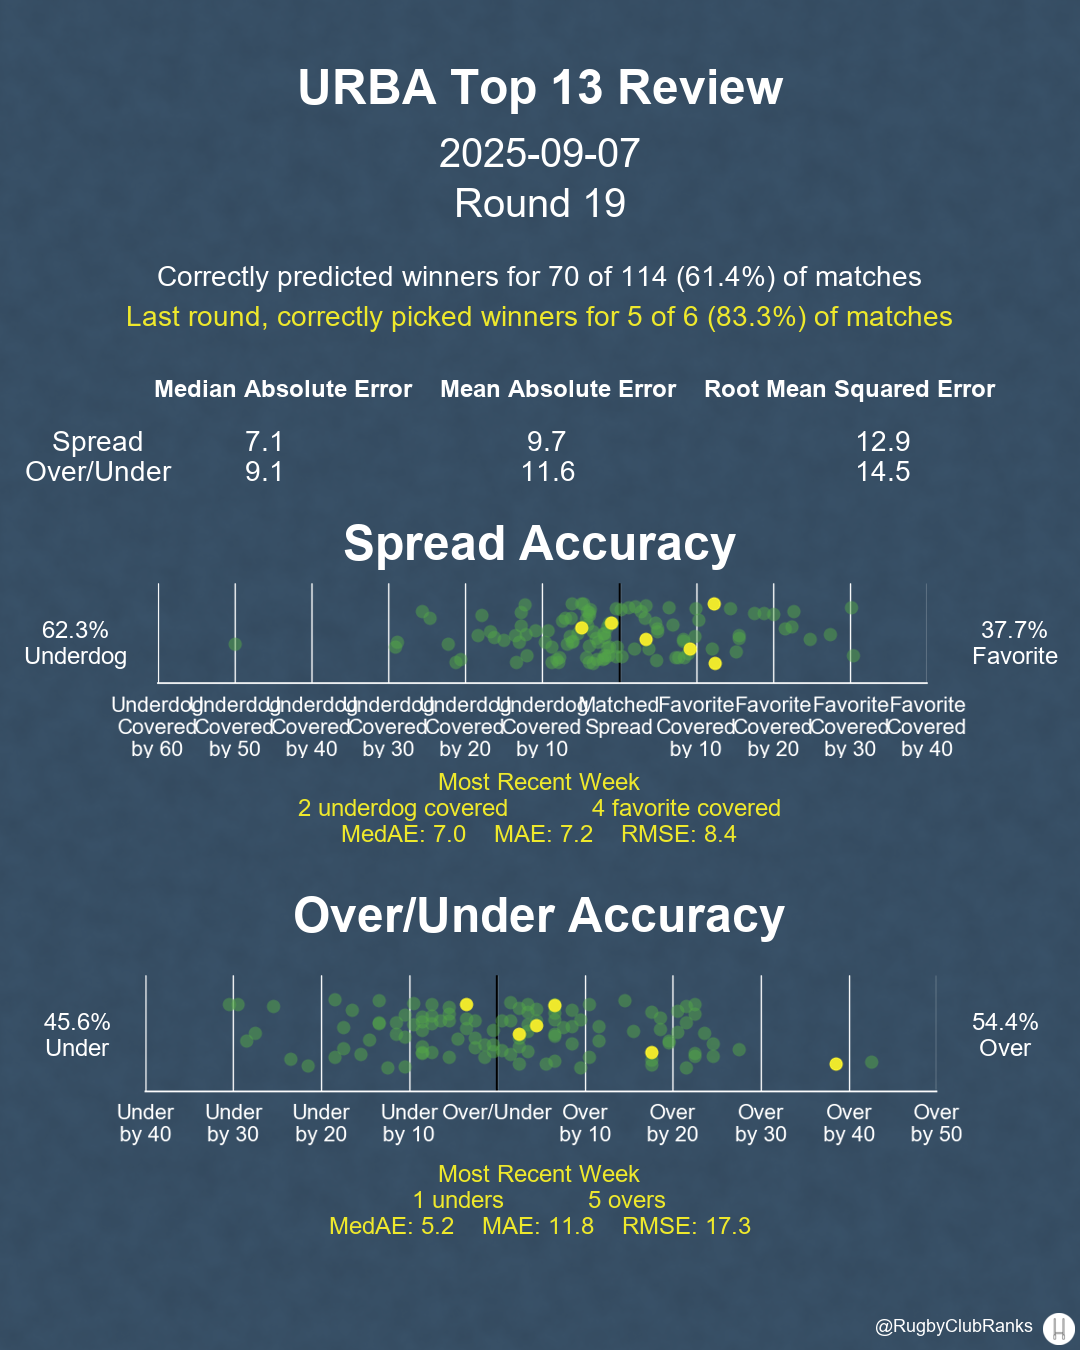 URBA Top 13 Review
2025-09-07
Round 19
Correctly predicted winners for 70 of 114 (61.4%) of matches
Last round, correctly picked winners for 5 of 6 (83.3%) of matches
Median Absolute Error Mean Absolute Error Root Mean Squared Error
Spread 7.1 9.7 12.9
Over/Under 9.1 11.6 14.5
Spread Accuracy
62.3%
Underdog
37.7%
Favorite
Underdog Underdog Underdog Underdog Underdog Underdog Matched Favorite Favorite Favorite Favorite
Covered Covered Covered Covered Covered Covered Spread Covered Covered Covered Covered
by 60 by 50 by 40 by 30 by 20 by 10 by 10 by 20 by 30 by 40
Most Recent Week
2 underdog covered 4 favorite covered
MedAE: 7.0 MAE: 7.2 RMSE: 8.4
Over/Under Accuracy
45.6%
Under
54.4%
Over
Under Under Under Under Over/Under Over Over Over Over Over
by 40 by 30 by 20 by 10 by 10 by 20 by 30 by 40 by 50
Most Recent Week
1 unders 5 overs
MedAE: 5.2 MAE: 11.8 RMSE: 17.3
@RugbyClubRanks